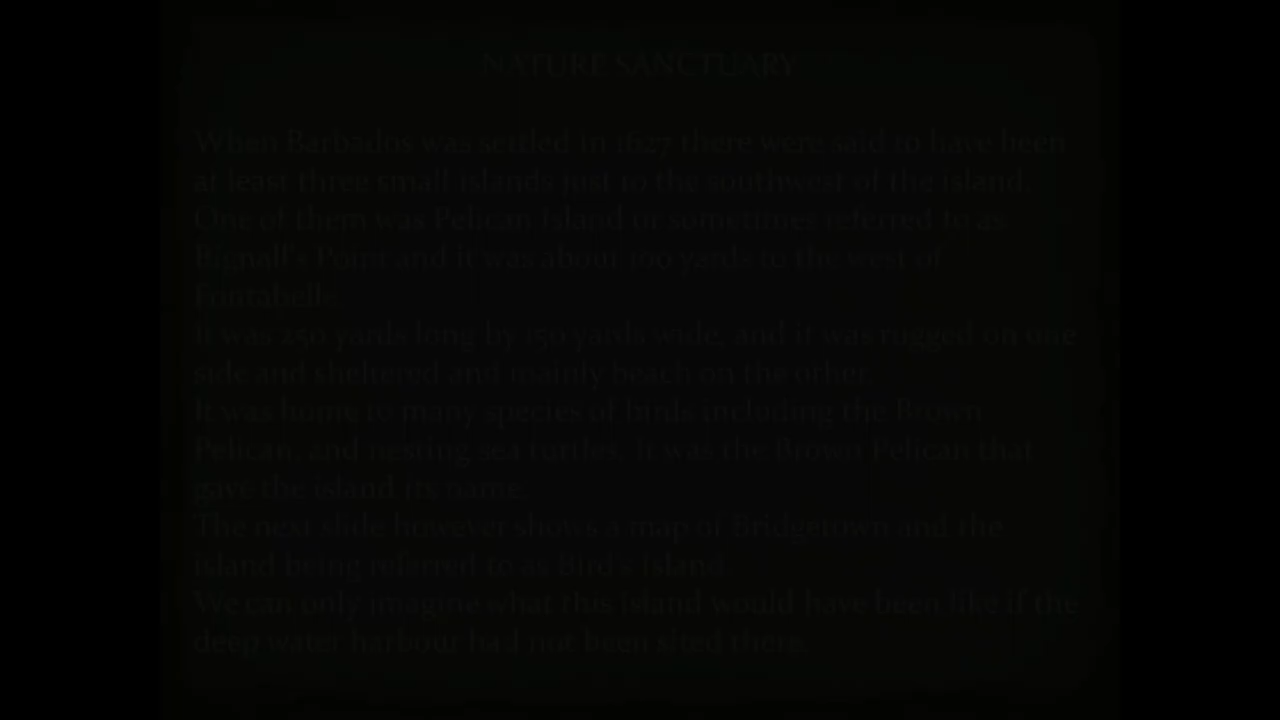 NATURE SANCTUARY
When Barbados was settled in 1627 there were said to have been
at least three small islands just to the southwest of the island.
One of them was Pelican Island or sometimes referred to as
Bignall's Point and it was about 100 yards to the west of
Fontabelle.
It was 250 yards long by 150 yards wide, and it was rugged on one
side and sheltered and mainly beach on the other.
It was home to many species of birds including the Brown
Pelican, and nesting sea turtles. It was the Brown Pelican that
gave the island its name.
The next slide however shows a map of Bridgetown and the
island being referred to as Bird's Island.
We can only imagine what this island would have been like if the
deep water harbour had not been sited there.